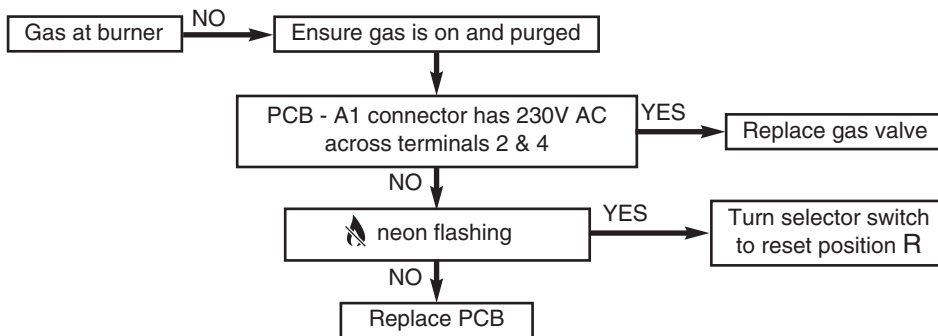 Gas at burner
NO
Ensure gas is on and purged
PCB - A1 connector has 230V AC
across terminals 2 & 4
YES
Replace gas valve
NO
neon flashing
YES
Turn selector switch
to reset position R
NO
Replace PCB